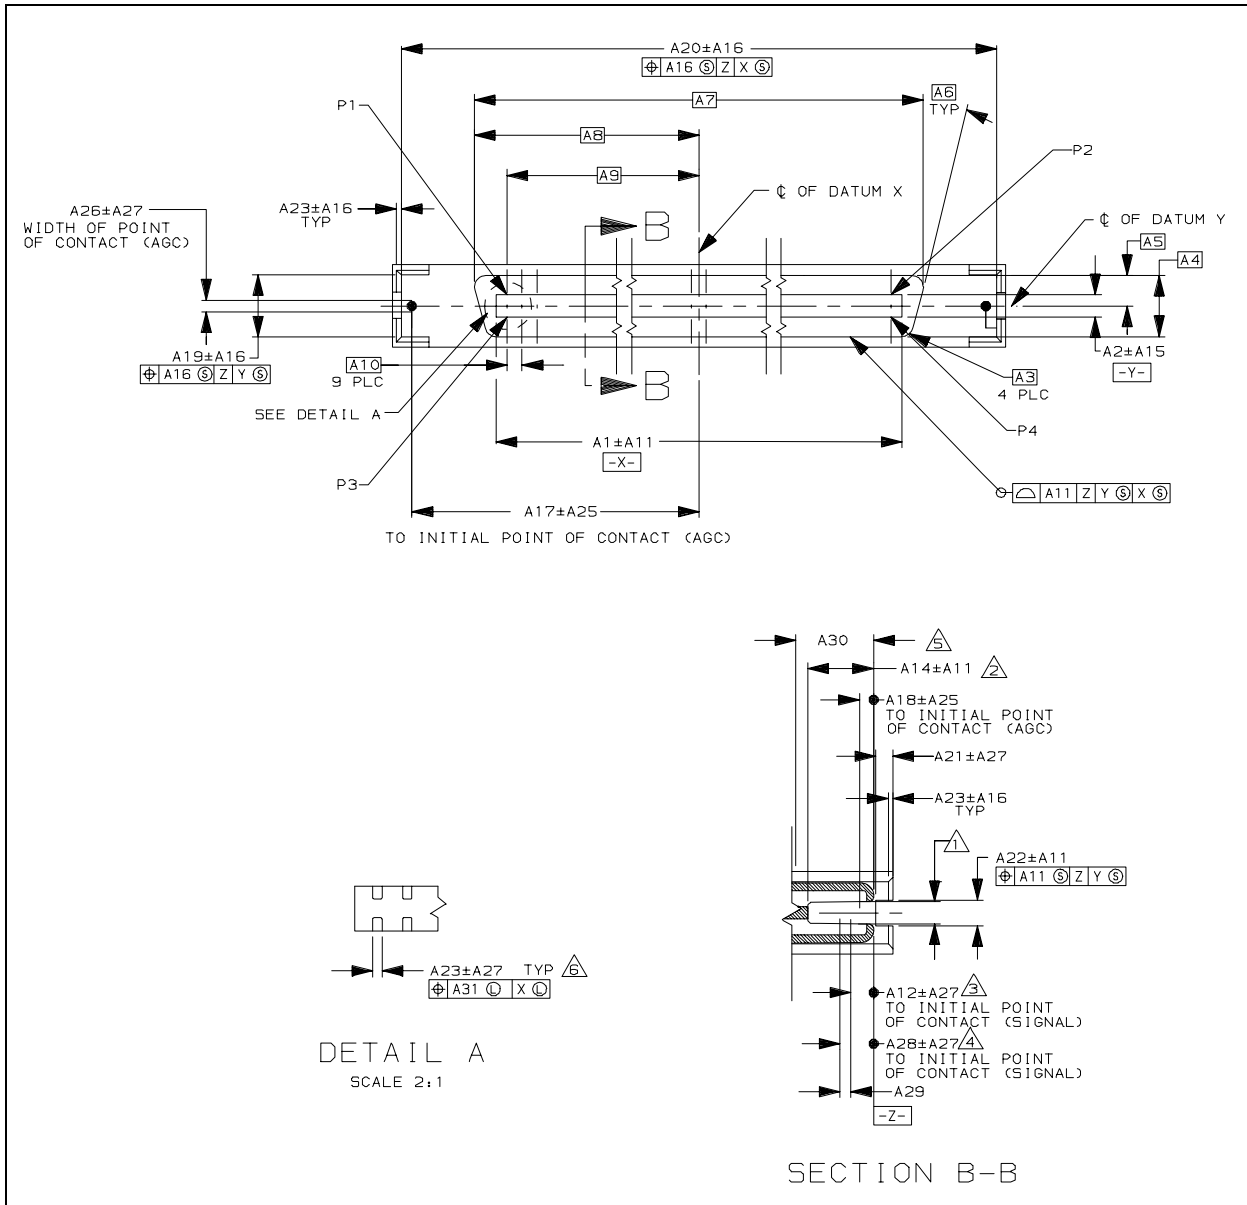 A20±A16
⌖ A16 Ⓢ Z X Ⓢ
A7
A6
TYP
P1
A8
P2
A9
℄ OF DATUM X
A26±A27
WIDTH OF POINT
OF CONTACT (AGC)
A23±A16
TYP
B
℄ OF DATUM Y
A5
A4
A19±A16
⌖ A16 Ⓢ Z Y Ⓢ
A10
9 PLC
B
A3
4 PLC
A2±A15
-Y-
SEE DETAIL A
A1±A11
-X-
P4
P3
A17±A25
TO INITIAL POINT OF CONTACT (AGC)
⌓ A11 Z Y Ⓢ X Ⓢ
A30
5
A14±A11 2
A18±A25
TO INITIAL POINT
OF CONTACT (AGC)
A21±A27
A23±A16
TYP
1
A22±A11
⌖ A11 Ⓢ Z Y Ⓢ
A23±A27 TYP 6
⌖ A31 Ⓛ X Ⓛ
DETAIL A
SCALE 2:1
A12±A27 3
TO INITIAL POINT
OF CONTACT (SIGNAL)
A28±A27 4
TO INITIAL POINT
OF CONTACT (SIGNAL)
A29
-Z-
SECTION B-B